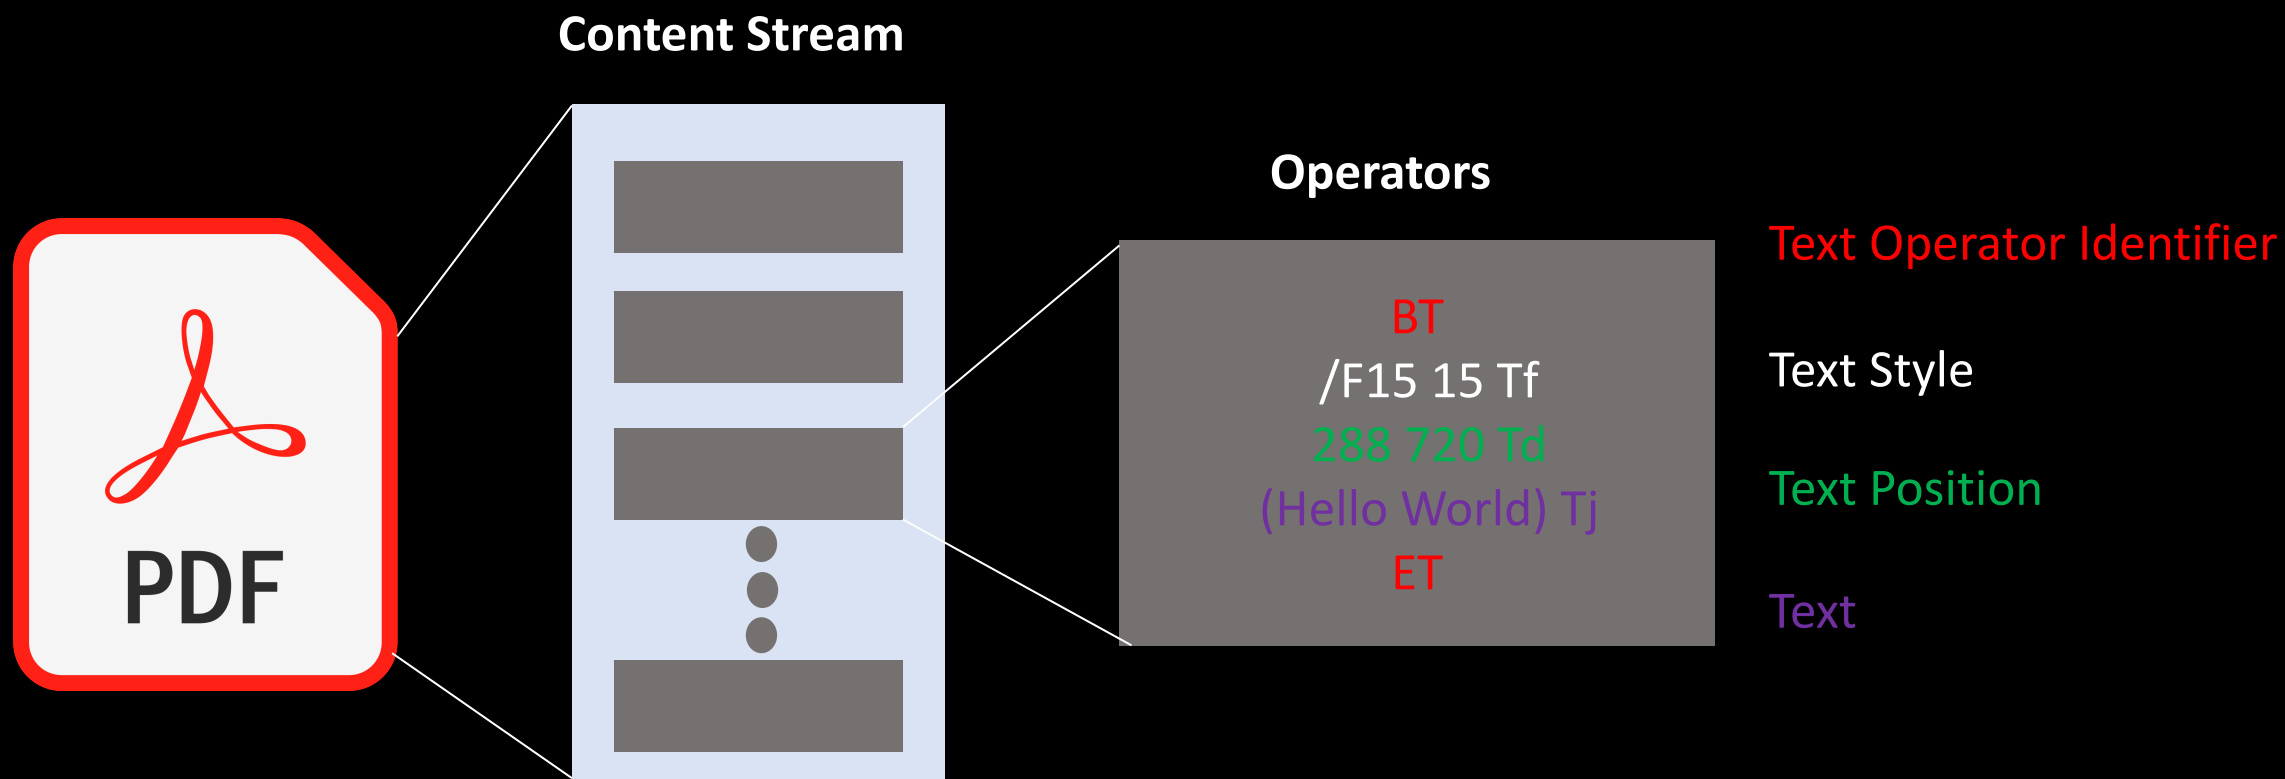 Content Stream
PDF
Operators
BT
/F15 15 Tf
288 720 Td
(Hello World) Tj
ET
Text Operator Identifier
Text Style
Text Position
Text